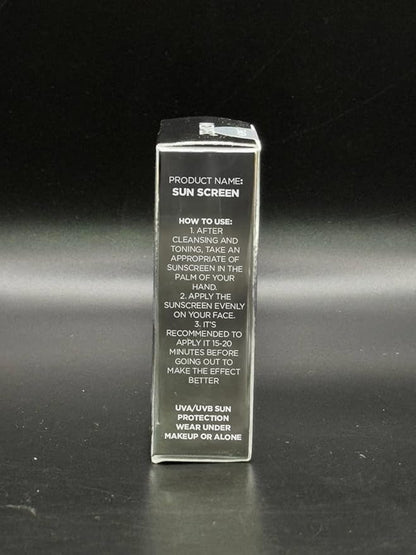 PRODUCT NAME:
SUN SCREEN
HOW TO USE:
1. AFTER
CLEANSING AND
TONING, TAKE AN
APPROPRIATE OF
SUNSCREEN IN THE
PALM OF YOUR
HAND.
2. APPLY THE
SUNSCREEN EVENLY
ON YOUR FACE.
3. IT'S
RECOMMENDED TO
APPLY IT 15-20
MINUTES BEFORE
GOING OUT TO
MAKE THE EFFECT
BETTER
UVA/UVB SUN
PROTECTION
WEAR UNDER
MAKEUP OR ALONE